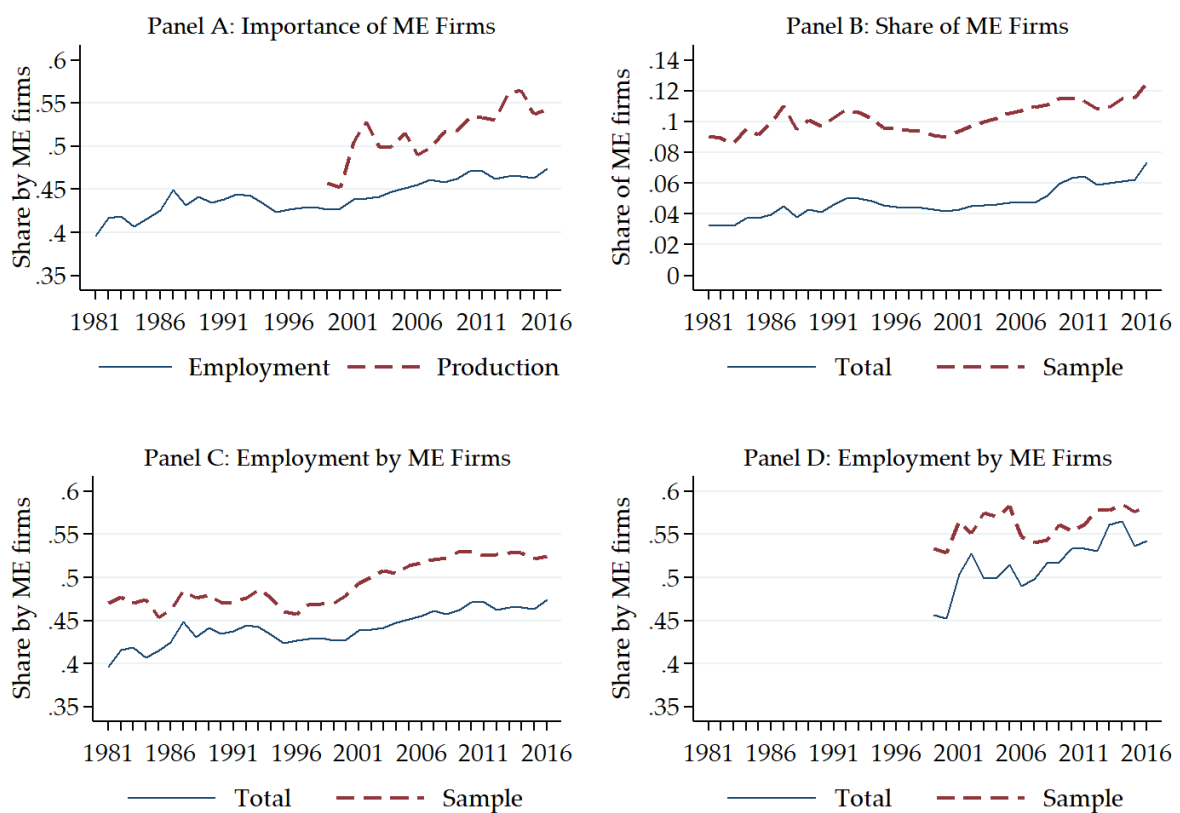 Panel A: Importance of ME Firms
Share by ME firms
.6
.55
.5
.45
.4
.35
1981 1986 1991 1996 2001 2006 2011 2016
Employment Production
Panel B: Share of ME Firms
Share of ME firms
.14
.12
.1
.08
.06
.04
.02
0
1981 1986 1991 1996 2001 2006 2011 2016
Total Sample
Panel C: Employment by ME Firms
Share by ME firms
.6
.55
.5
.45
.4
.35
1981 1986 1991 1996 2001 2006 2011 2016
Total Sample
Panel D: Employment by ME Firms
Share by ME firms
.6
.55
.5
.45
.4
.35
1981 1986 1991 1996 2001 2006 2011 2016
Total Sample